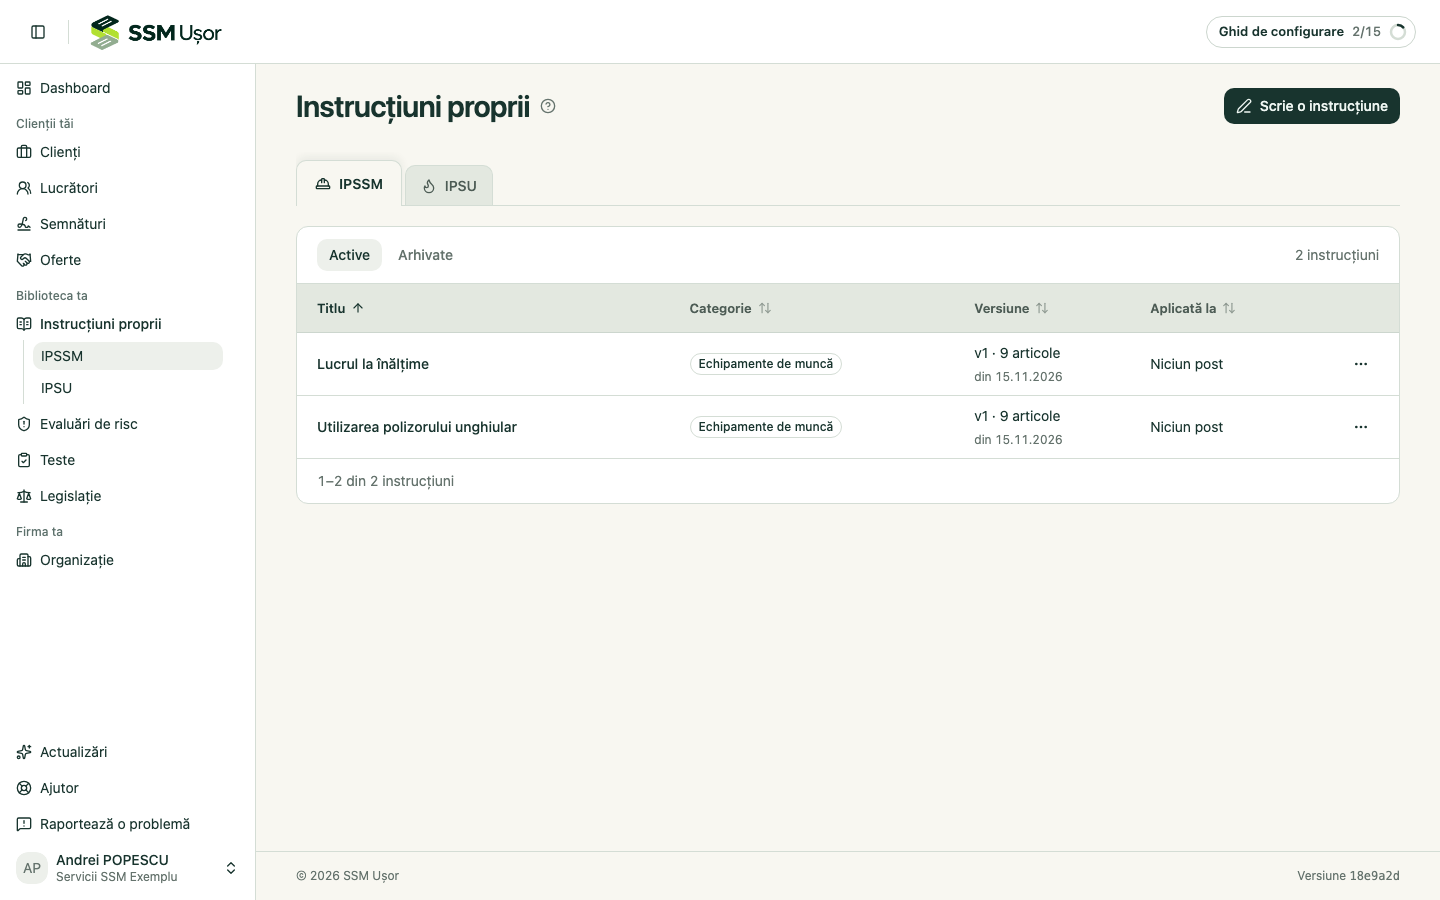 SSM Ușor
Ghid de configurare 2/15
Dashboard
Clienții tăi
Clienți
Lucrători
Semnături
Oferte
Biblioteca ta
Instrucțiuni proprii
IPSSM
IPSU
Evaluări de risc
Teste
Legislație
Firma ta
Organizație
Actualizări
Ajutor
Raportează o problemă
AP
Andrei POPESCU
Servicii SSM Exemplu
Instrucțiuni proprii
Scrie o instrucțiune
IPSSM
IPSU
Active
Arhivate
2 instrucțiuni
Titlu
Categorie
Versiune
Aplicată la
Lucrul la înălțime
Echipamente de muncă
v1 · 9 articole
din 15.11.2026
Niciun post
Utilizarea polizorului unghiular
Echipamente de muncă
v1 · 9 articole
din 15.11.2026
Niciun post
1–2 din 2 instrucțiuni
© 2026 SSM Ușor
Versiune 18e9a2d